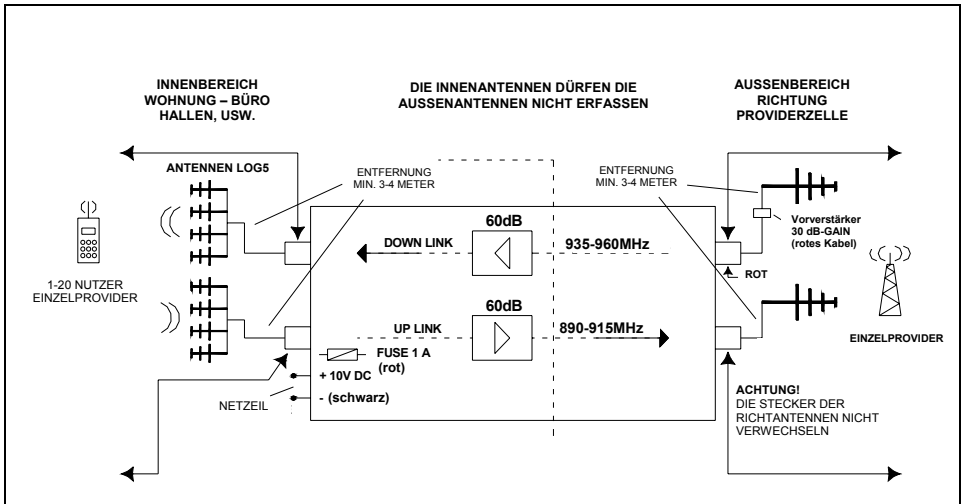 INNENBEREICH
WOHNUNG – BÜRO
HALLEN, USW.
DIE INNENANTENNEN DÜRFEN DIE
AUSSENANTENNEN NICHT ERFASSEN
AUSSENBEREICH
RICHTUNG
PROVIDERZELLE
ANTENNEN LOG5
ENTFERNUNG
MIN. 3-4 METER
ENTFERNUNG
MIN. 3-4 METER
Vorverstärker
30 dB-GAIN
(rotes Kabel)
60dB
DOWN LINK
935-960MHz
ROT
1-20 NUTZER
EINZELPROVIDER
60dB
UP LINK
890-915MHz
EINZELPROVIDER
FUSE 1 A
(rot)
+ 10V DC
- (schwarz)
NETZEIL
ACHTUNG!
DIE STECKER DER
RICHTANTENNEN NICHT
VERWECHSELN